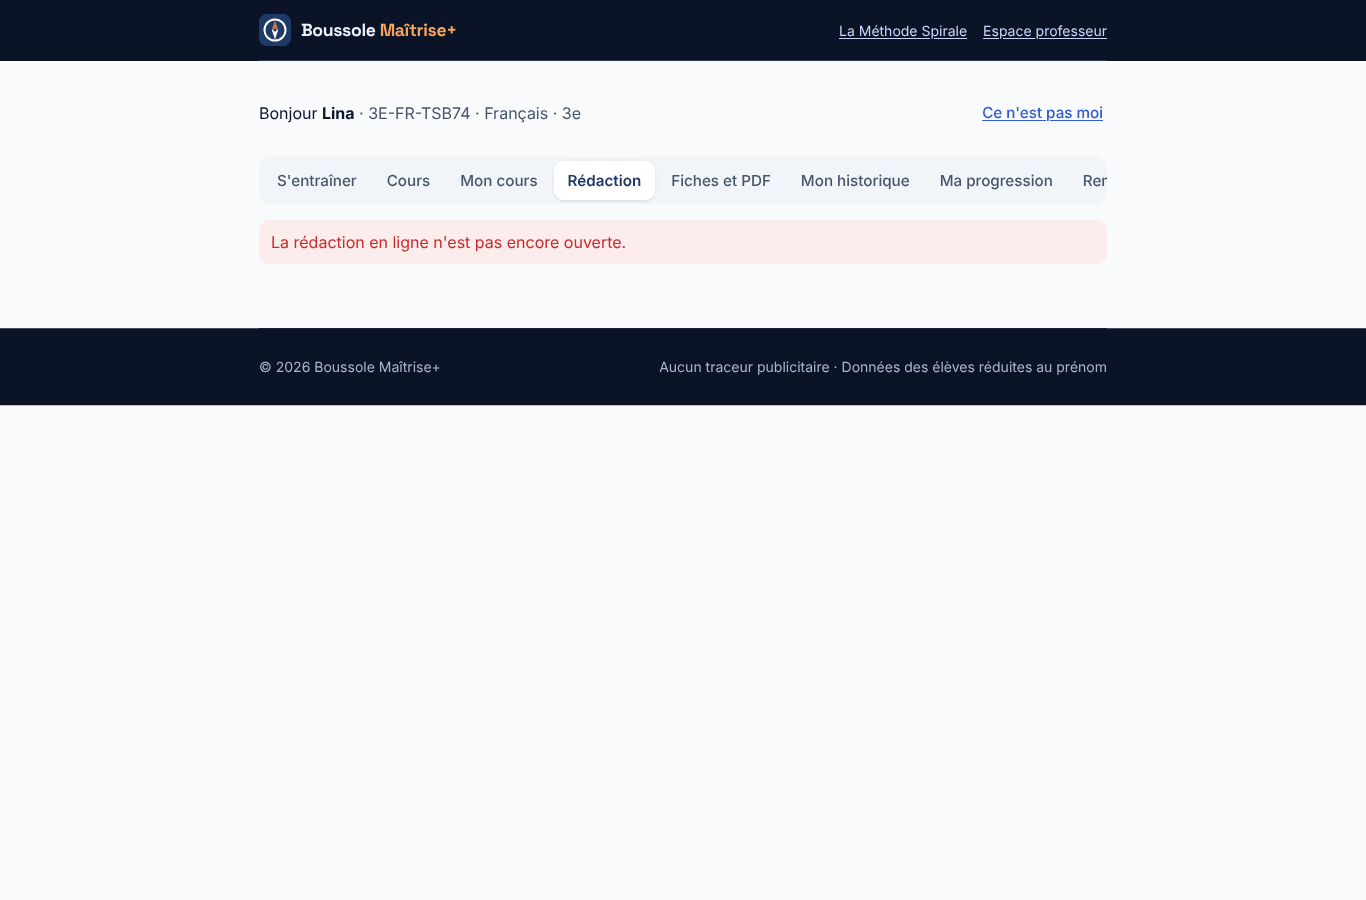 Boussole Maîtrise+
La Méthode Spirale Espace professeur
Bonjour Lina · 3E-FR-TSB74 · Français · 3e Ce n'est pas moi
S'entraîner Cours Mon cours Rédaction Fiches et PDF Mon historique Ma progression
La rédaction en ligne n'est pas encore ouverte.
© 2026 Boussole Maîtrise+ Aucun traceur publicitaire · Données des élèves réduites au prénom